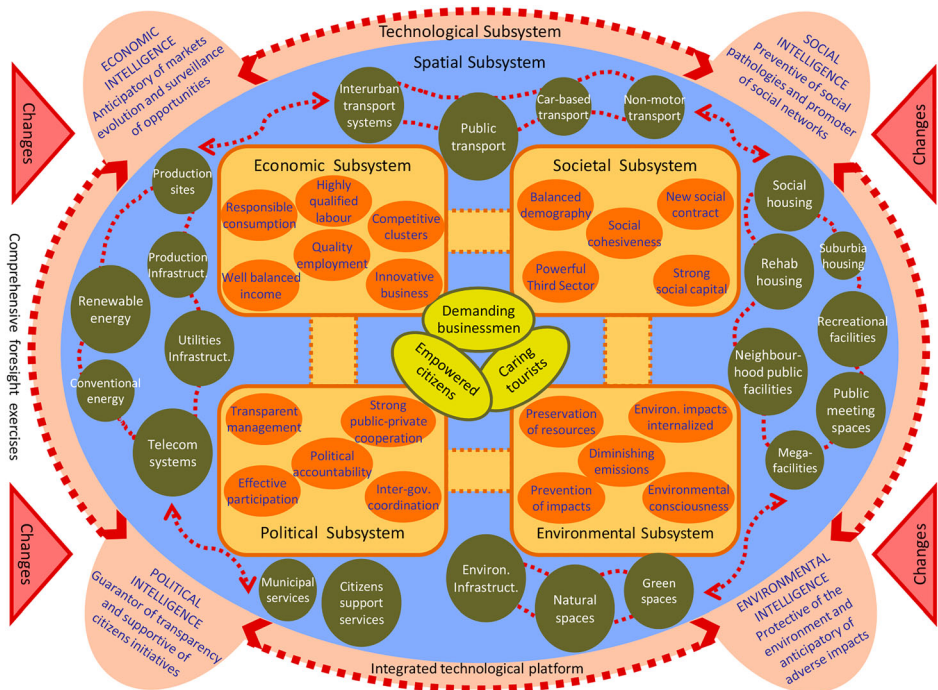 Technological Subsystem
Spatial Subsystem
ECONOMIC
INTELLIGENCE
Anticipatory of markets
evolution and surveillance
of opportunities
SOCIAL
INTELLIGENCE
Preventive of social
pathologies and promoter
of social networks
Changes
Changes
Interurban
transport
systems
Public
transport
Car-based
transport
Non-motor
transport
Production
sites
Production
Infrastruct.
Renewable
energy
Utilities
Infrastruct.
Conventional
energy
Telecom
systems
Economic Subsystem
Responsible
consumption
Highly
qualified
labour
Competitive
clusters
Quality
employment
Well balanced
income
Innovative
business
Societal Subsystem
Balanced
demography
New social
contract
Social
cohesiveness
Powerful
Third Sector
Strong
social capital
Social
housing
Suburbia
housing
Rehab
housing
Recreational
facilities
Neighbour-
hood public
facilities
Public
meeting
spaces
Mega-
facilities
Comprehensive foresight exercises
Demanding
businessmen
Empowered
citizens
Caring
tourists
Transparent
management
Strong
public-private
cooperation
Political
accountability
Effective
participation
Inter-gov.
coordination
Political Subsystem
Preservation
of resources
Environ. impacts
internalized
Diminishing
emissions
Prevention
of impacts
Environmental
consciousness
Environmental Subsystem
Changes
Changes
Municipal
services
Citizens
support
services
Environ.
Infrastruct.
Natural
spaces
Green
spaces
POLITICAL
INTELLIGENCE
Guarantor of transparency
and supportive of
citizens initiatives
ENVIRONMENTAL
INTELLIGENCE
Protective of the
environment and
anticipatory of
adverse impacts
Integrated technological platform